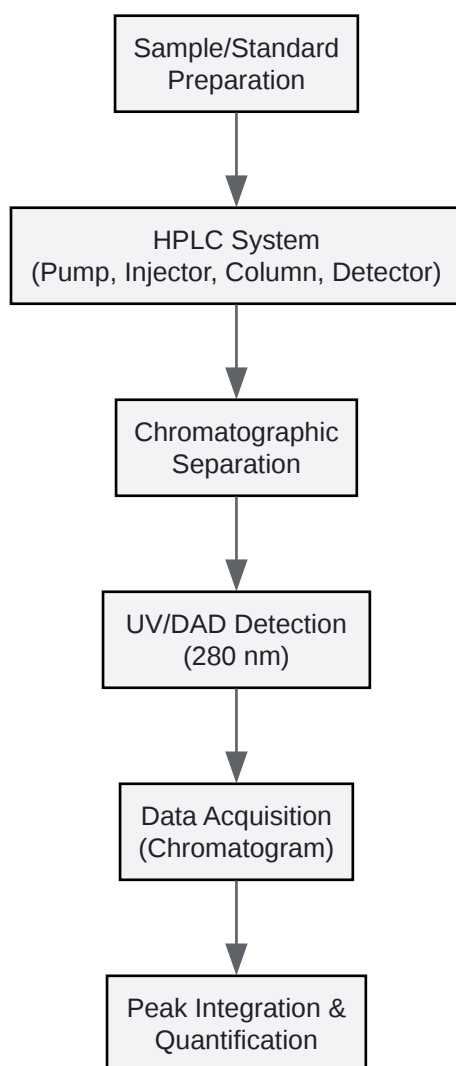 Sample/Standard
Preparation
HPLC System
(Pump, Injector, Column, Detector)
Chromatographic
Separation
UV/DAD Detection
(280 nm)
Data Acquisition
(Chromatogram)
Peak Integration &
Quantification